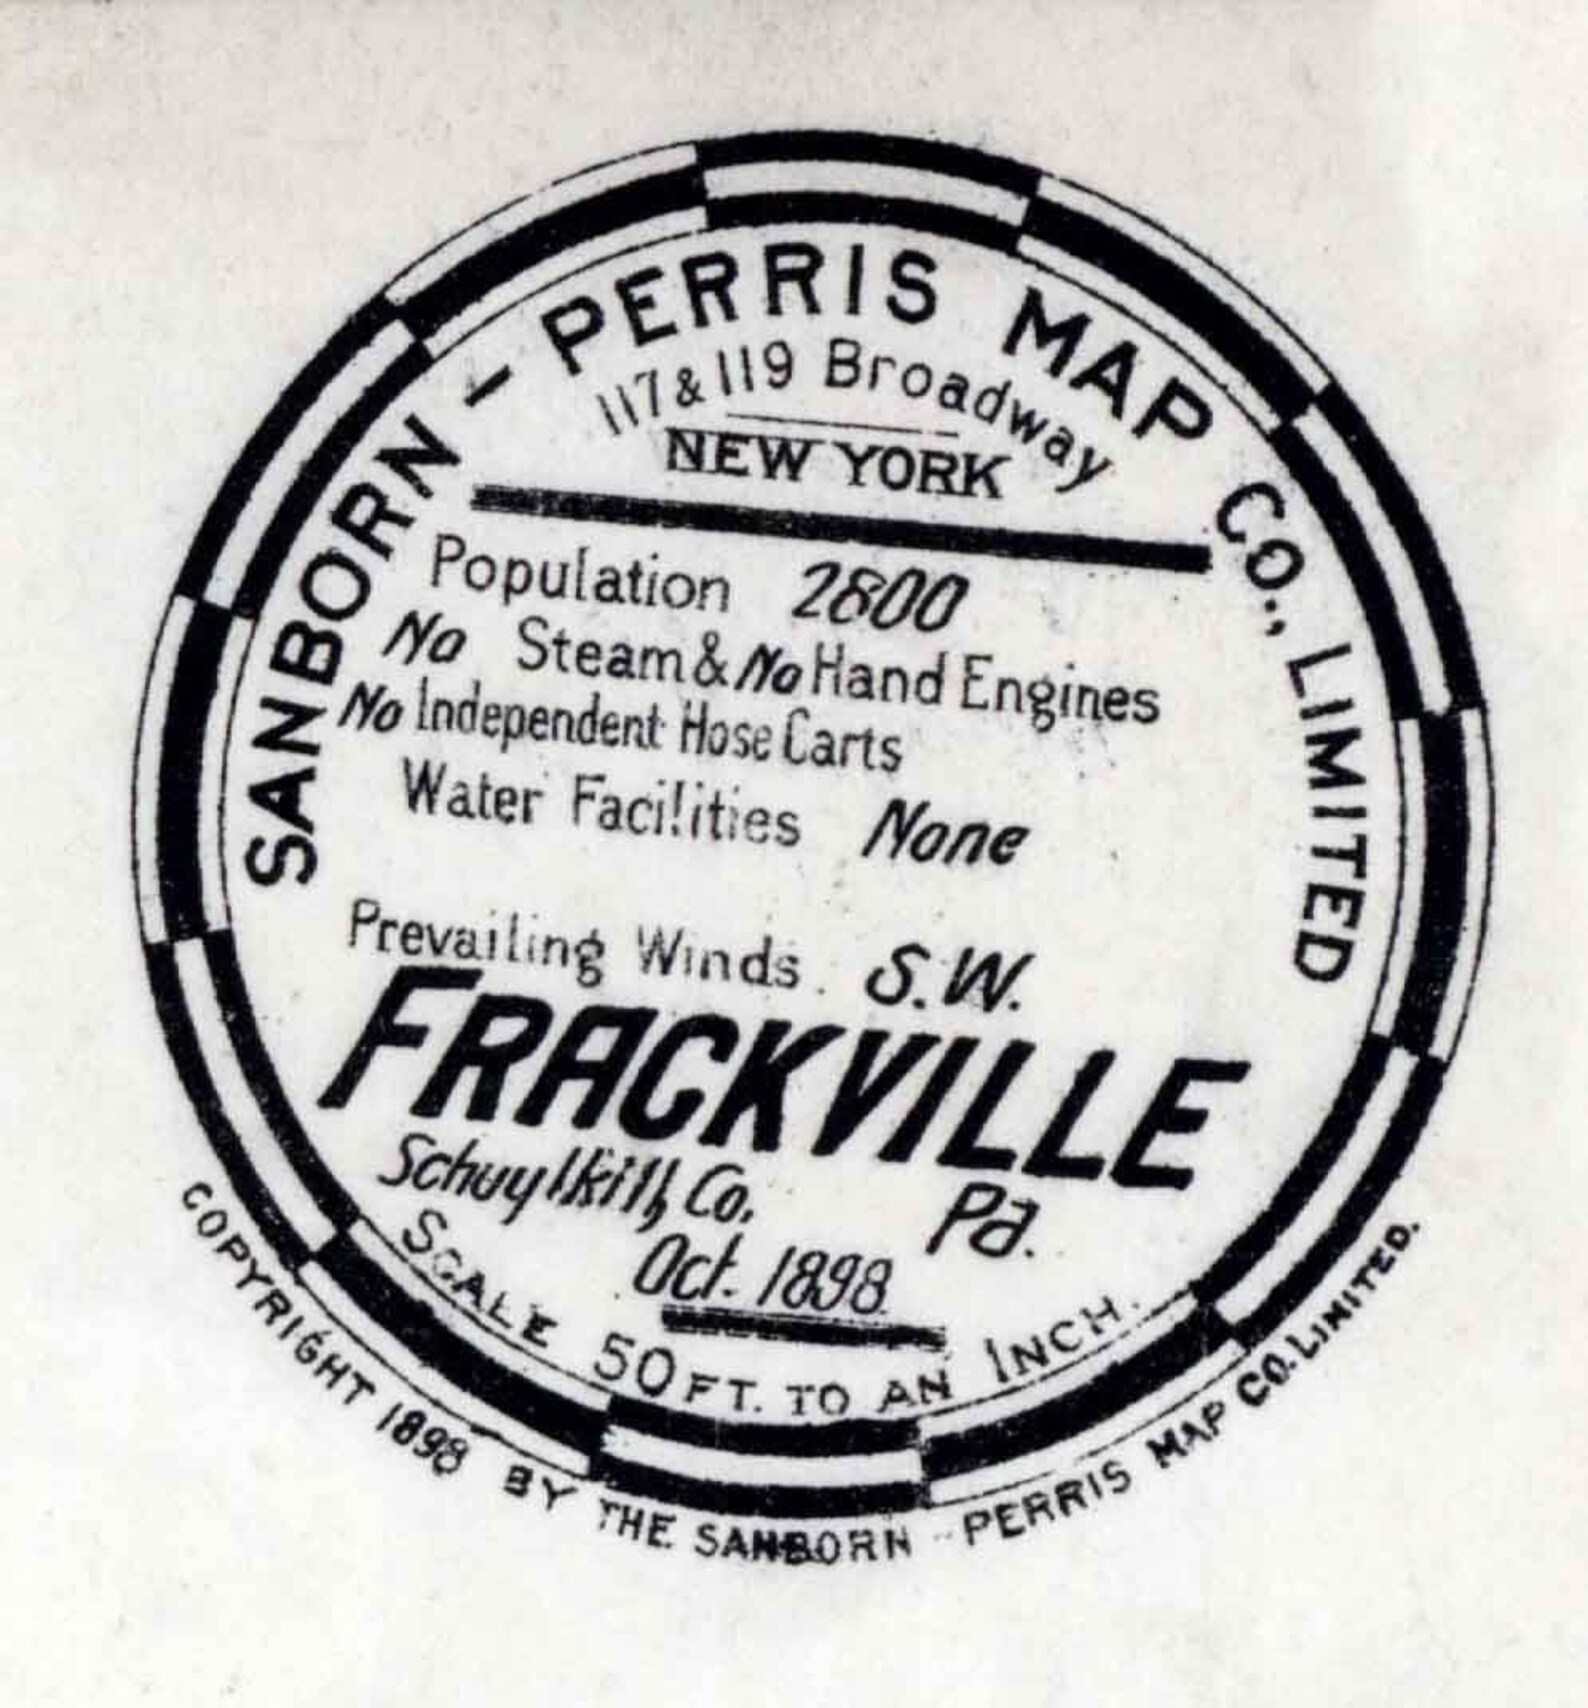 SANBORN - PERRIS MAP CO., LIMITED
117 & 119 Broadway
NEW YORK
Population 2800
No Steam & No Hand Engines
No Independent Hose Carts
Water Facilities None
Prevailing Winds. S.W.
FRACKVILLE
Schuylkill, Co. Pa.
Oct. 1898
SCALE 50 FT. TO AN INCH.
COPYRIGHT 1898 BY THE SANBORN - PERRIS MAP CO. LIMITED.